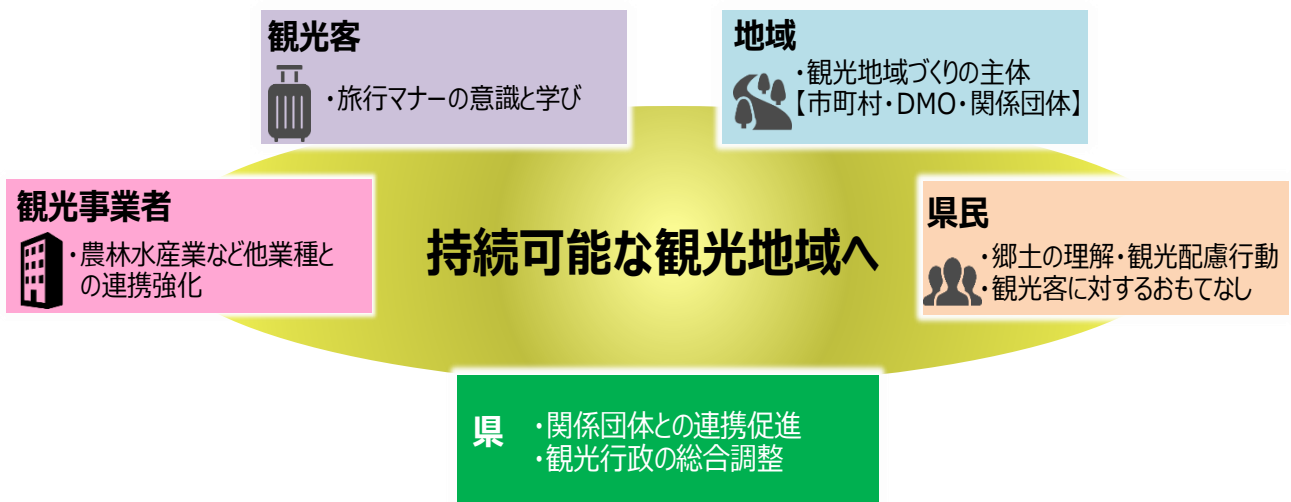 観光客
・旅行マナーの意識と学び
地域
・観光地域づくりの主体
【市町村・DMO・関係団体】
観光事業者
・農林水産業など他業種と
の連携強化
持続可能な観光地域へ
県民
・郷土の理解・観光配慮行動
・観光客に対するおもてなし
県
・関係団体との連携促進
・観光行政の総合調整